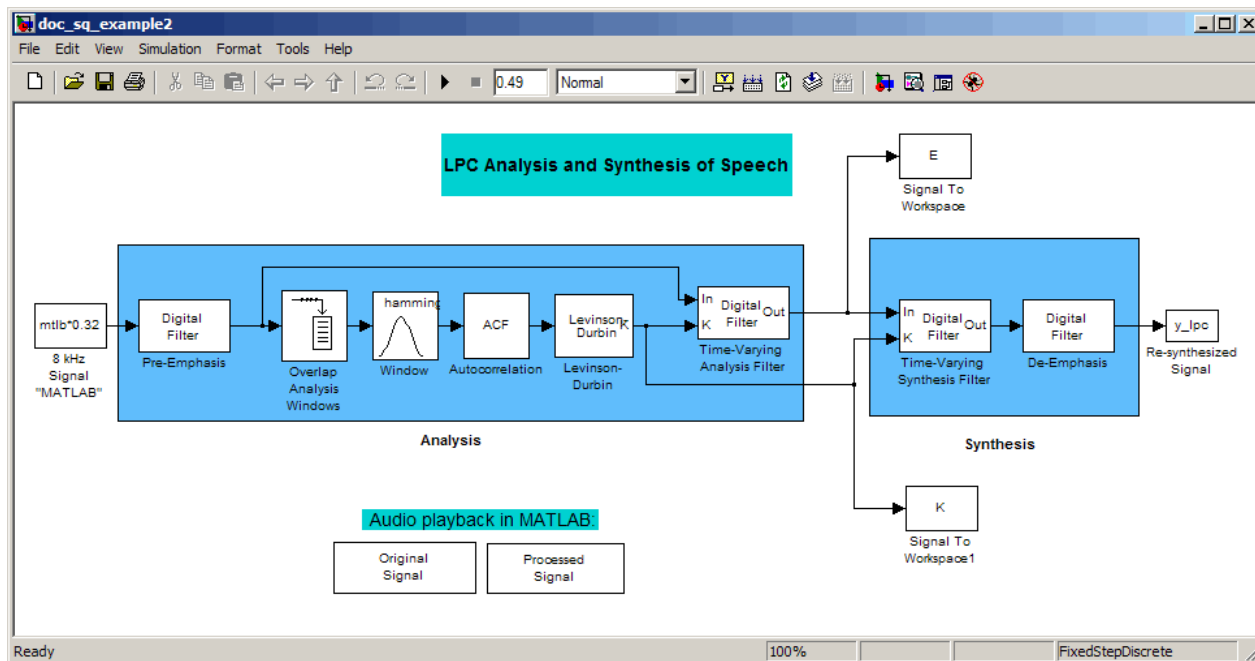 doc_sq_example2
File Edit View Simulation Format Tools Help
0.49 Normal
LPC Analysis and Synthesis of Speech
E
Signal To
Workspace
mtlb*0.32
8 kHz
Signal
"MATLAB"
Digital
Filter
Pre-Emphasis
Overlap
Analysis
Windows
hamming
Window
ACF
Autocorrelation
Levinson
Durbin
K
Levinson-
Durbin
In
K
Digital
Filter
Out
Time-Varying
Analysis Filter
In
K
Digital
Filter
Out
Time-Varying
Synthesis Filter
Digital
Filter
De-Emphasis
y_lpc
Re-synthesized
Signal
Analysis
Synthesis
K
Signal To
Workspace1
Audio playback in MATLAB:
Original
Signal
Processed
Signal
Ready 100% FixedStepDiscrete